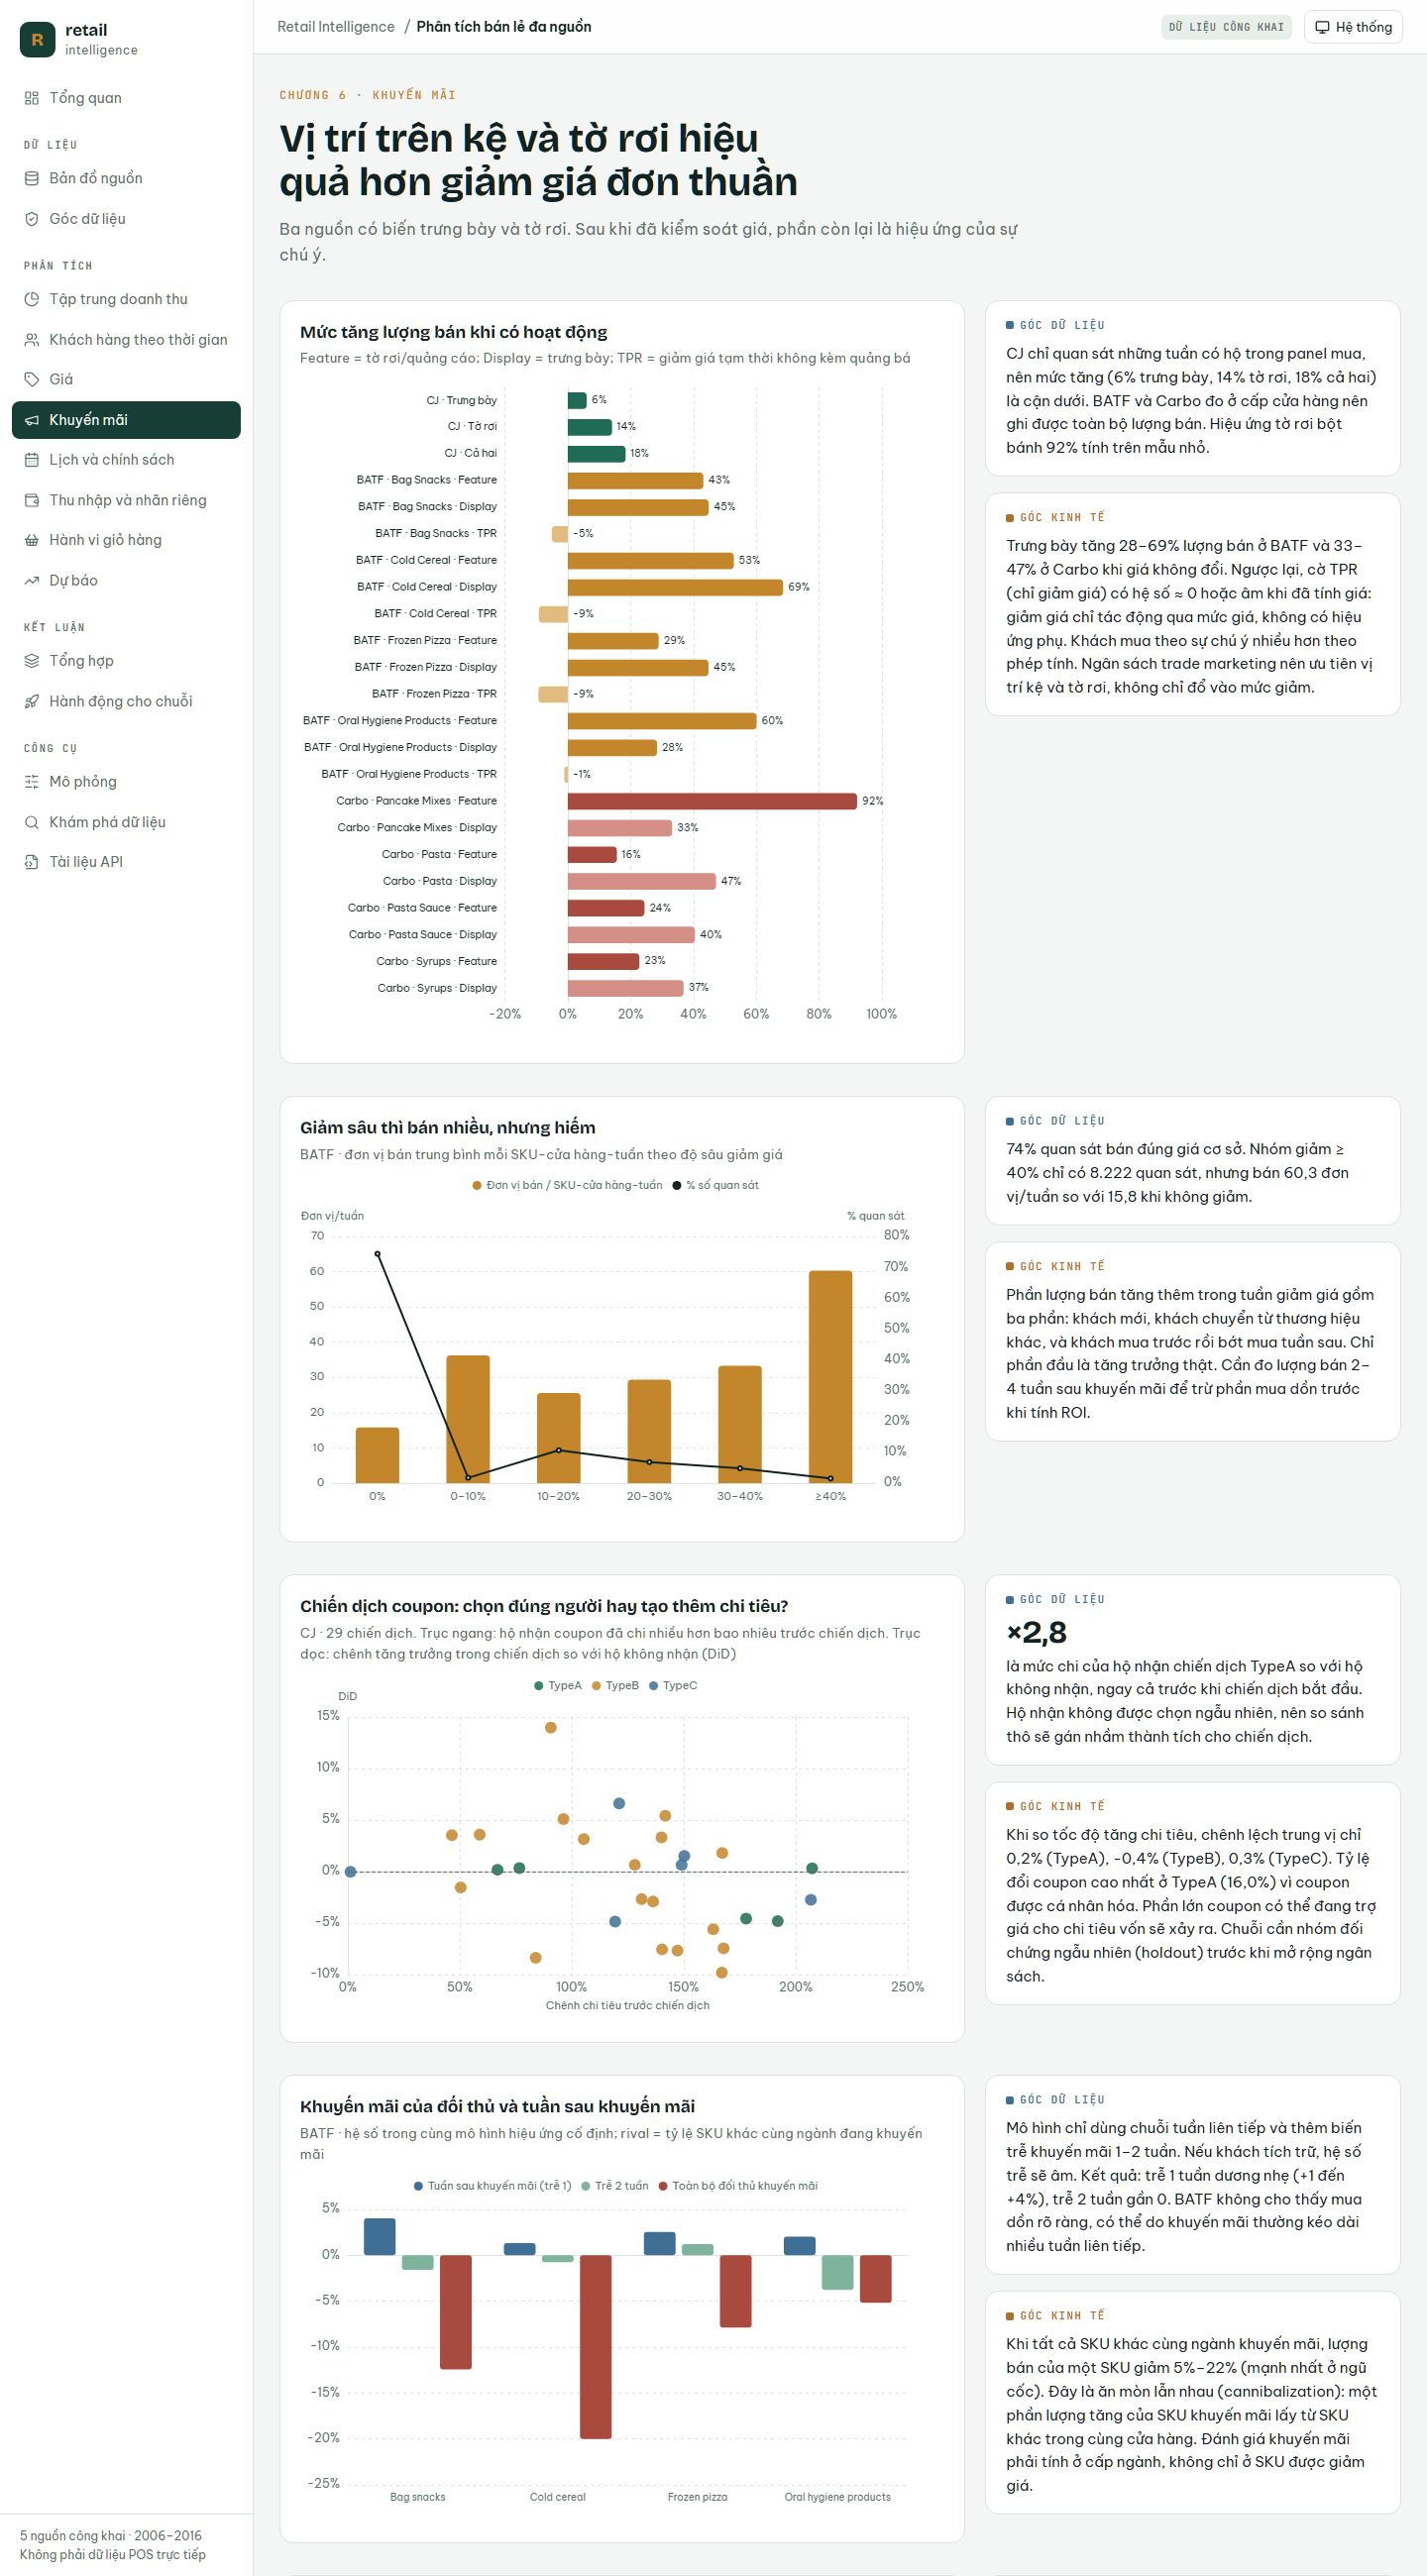 R
retail
intelligence
Tổng quan
DỮ LIỆU
Bản đồ nguồn
Góc dữ liệu
PHÂN TÍCH
Tập trung doanh thu
Khách hàng theo thời gian
Giá
Khuyến mãi
Lịch và chính sách
Thu nhập và nhãn riêng
Hành vi giỏ hàng
Dự báo
KẾT LUẬN
Tổng hợp
Hành động cho chuỗi
CÔNG CỤ
Mô phỏng
Khám phá dữ liệu
Tài liệu API
5 nguồn công khai · 2006–2016
Không phải dữ liệu POS trực tiếp
Retail Intelligence / Phân tích bán lẻ đa nguồn
DỮ LIỆU CÔNG KHAI
Hệ thống
CHƯƠNG 6 · KHUYẾN MÃI
Vị trí trên kệ và tờ rơi hiệu
quả hơn giảm giá đơn thuần
Ba nguồn có biến trưng bày và tờ rơi. Sau khi đã kiểm soát giá, phần còn lại là hiệu ứng của sự
chú ý.
Mức tăng lượng bán khi có hoạt động
Feature = tờ rơi/quảng cáo; Display = trưng bày; TPR = giảm giá tạm thời không kèm quảng bá
CJ · Trưng bày 6%
CJ · Tờ rơi 14%
CJ · Cả hai 18%
BATF · Bag Snacks · Feature 43%
BATF · Bag Snacks · Display 45%
BATF · Bag Snacks · TPR -5%
BATF · Cold Cereal · Feature 53%
BATF · Cold Cereal · Display 69%
BATF · Cold Cereal · TPR -9%
BATF · Frozen Pizza · Feature 29%
BATF · Frozen Pizza · Display 45%
BATF · Frozen Pizza · TPR -9%
BATF · Oral Hygiene Products · Feature 60%
BATF · Oral Hygiene Products · Display 28%
BATF · Oral Hygiene Products · TPR -1%
Carbo · Pancake Mixes · Feature 92%
Carbo · Pancake Mixes · Display 33%
Carbo · Pasta · Feature 16%
Carbo · Pasta · Display 47%
Carbo · Pasta Sauce · Feature 24%
Carbo · Pasta Sauce · Display 40%
Carbo · Syrups · Feature 23%
Carbo · Syrups · Display 37%
-20% 0% 20% 40% 60% 80% 100%
GÓC DỮ LIỆU
CJ chỉ quan sát những tuần có hộ trong panel mua,
nên mức tăng (6% trưng bày, 14% tờ rơi, 18% cả hai)
là cận dưới. BATF và Carbo đo ở cấp cửa hàng nên
ghi được toàn bộ lượng bán. Hiệu ứng tờ rơi bột
bánh 92% tính trên mẫu nhỏ.
GÓC KINH TẾ
Trưng bày tăng 28–69% lượng bán ở BATF và 33–
47% ở Carbo khi giá không đổi. Ngược lại, cờ TPR
(chỉ giảm giá) có hệ số ≈ 0 hoặc âm khi đã tính giá:
giảm giá chỉ tác động qua mức giá, không có hiệu
ứng phụ. Khách mua theo sự chú ý nhiều hơn theo
phép tính. Ngân sách trade marketing nên ưu tiên vị
trí kệ và tờ rơi, không chỉ đổ vào mức giảm.
Giảm sâu thì bán nhiều, nhưng hiếm
BATF · đơn vị bán trung bình mỗi SKU-cửa hàng-tuần theo độ sâu giảm giá
Đơn vị bán / SKU-cửa hàng-tuần % số quan sát
Đơn vị/tuần % quan sát
70 80%
70%
60
60%
50
50%
40
40%
30
30%
20
20%
10
10%
0 0%
0% 0–10% 10–20% 20–30% 30–40% ≥40%
GÓC DỮ LIỆU
74% quan sát bán đúng giá cơ sở. Nhóm giảm ≥
40% chỉ có 8.222 quan sát, nhưng bán 60,3 đơn
vị/tuần so với 15,8 khi không giảm.
GÓC KINH TẾ
Phần lượng bán tăng thêm trong tuần giảm giá gồm
ba phần: khách mới, khách chuyển từ thương hiệu
khác, và khách mua trước rồi bớt mua tuần sau. Chỉ
phần đầu là tăng trưởng thật. Cần đo lượng bán 2–
4 tuần sau khuyến mãi để trừ phần mua dồn trước
khi tính ROI.
Chiến dịch coupon: chọn đúng người hay tạo thêm chi tiêu?
CJ · 29 chiến dịch. Trục ngang: hộ nhận coupon đã chi nhiều hơn bao nhiêu trước chiến dịch. Trục
dọc: chênh tăng trưởng trong chiến dịch so với hộ không nhận (DiD)
TypeA TypeB TypeC
DiD
15%
10%
5%
0%
-5%
-10%
0% 50% 100% 150% 200% 250%
Chênh chi tiêu trước chiến dịch
GÓC DỮ LIỆU
×2,8
là mức chi của hộ nhận chiến dịch TypeA so với hộ
không nhận, ngay cả trước khi chiến dịch bắt đầu.
Hộ nhận không được chọn ngẫu nhiên, nên so sánh
thô sẽ gán nhầm thành tích cho chiến dịch.
GÓC KINH TẾ
Khi so tốc độ tăng chi tiêu, chênh lệch trung vị chỉ
0,2% (TypeA), -0,4% (TypeB), 0,3% (TypeC). Tỷ lệ
đổi coupon cao nhất ở TypeA (16,0%) vì coupon
được cá nhân hóa. Phần lớn coupon có thể đang trợ
giá cho chi tiêu vốn sẽ xảy ra. Chuỗi cần nhóm đối
chứng ngẫu nhiên (holdout) trước khi mở rộng ngân
sách.
Khuyến mãi của đối thủ và tuần sau khuyến mãi
BATF · hệ số trong cùng mô hình hiệu ứng cố định; rival = tỷ lệ SKU khác cùng ngành đang khuyến
mãi
Tuần sau khuyến mãi (trễ 1) Trễ 2 tuần Toàn bộ đối thủ khuyến mãi
5%
0%
-5%
-10%
-15%
-20%
-25%
Bag snacks Cold cereal Frozen pizza Oral hygiene products
GÓC DỮ LIỆU
Mô hình chỉ dùng chuỗi tuần liên tiếp và thêm biến
trễ khuyến mãi 1–2 tuần. Nếu khách tích trữ, hệ số
trễ sẽ âm. Kết quả: trễ 1 tuần dương nhẹ (+1 đến
+4%), trễ 2 tuần gần 0. BATF không cho thấy mua
dồn rõ ràng, có thể do khuyến mãi thường kéo dài
nhiều tuần liên tiếp.
GÓC KINH TẾ
Khi tất cả SKU khác cùng ngành khuyến mãi, lượng
bán của một SKU giảm 5%–22% (mạnh nhất ở ngũ
cốc). Đây là ăn mòn lẫn nhau (cannibalization): một
phần lượng tăng của SKU khuyến mãi lấy từ SKU
khác trong cùng cửa hàng. Đánh giá khuyến mãi
phải tính ở cấp ngành, không chỉ ở SKU được giảm
giá.